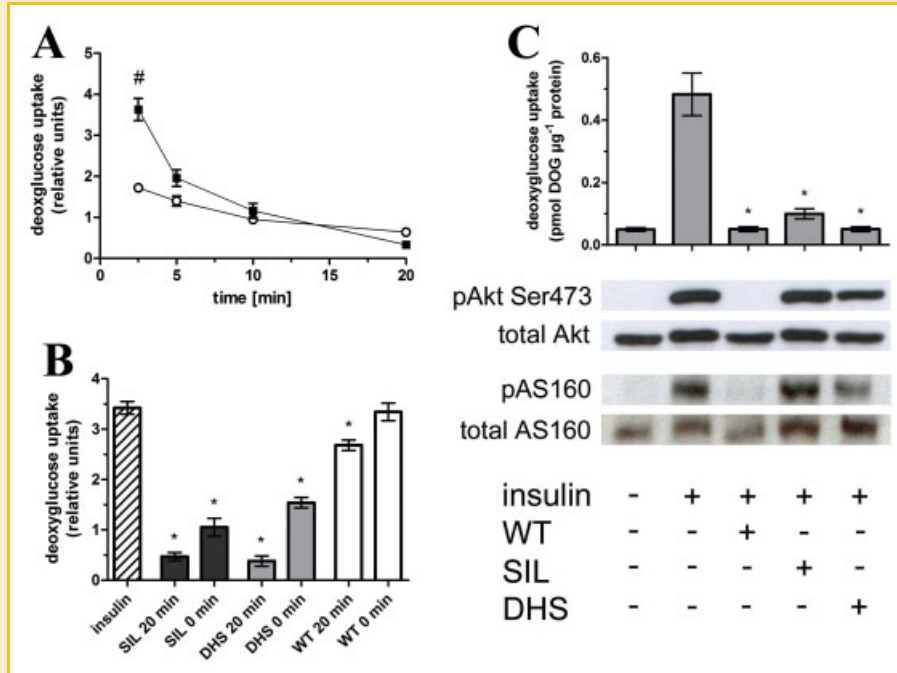 A
deoxglucose uptake
(relative units)
5
4
3
2
1
0
#
0
5
10
15
20
time [min]
B
deoxyglucose uptake
(relative units)
4
3
2
1
0
* * * * *
insulin
SIL 20 min
SIL 0 min
DHS 20 min
DHS 0 min
WT 20 min
WT 0 min
C
deoxyglucose uptake
(pmol DOG µg⁻¹ protein)
0.6
0.4
0.2
0.0
* * *
pAkt Ser473
total Akt
pAS160
total AS160
insulin - + + + +
WT - - + - -
SIL - - - + -
DHS - - - - +